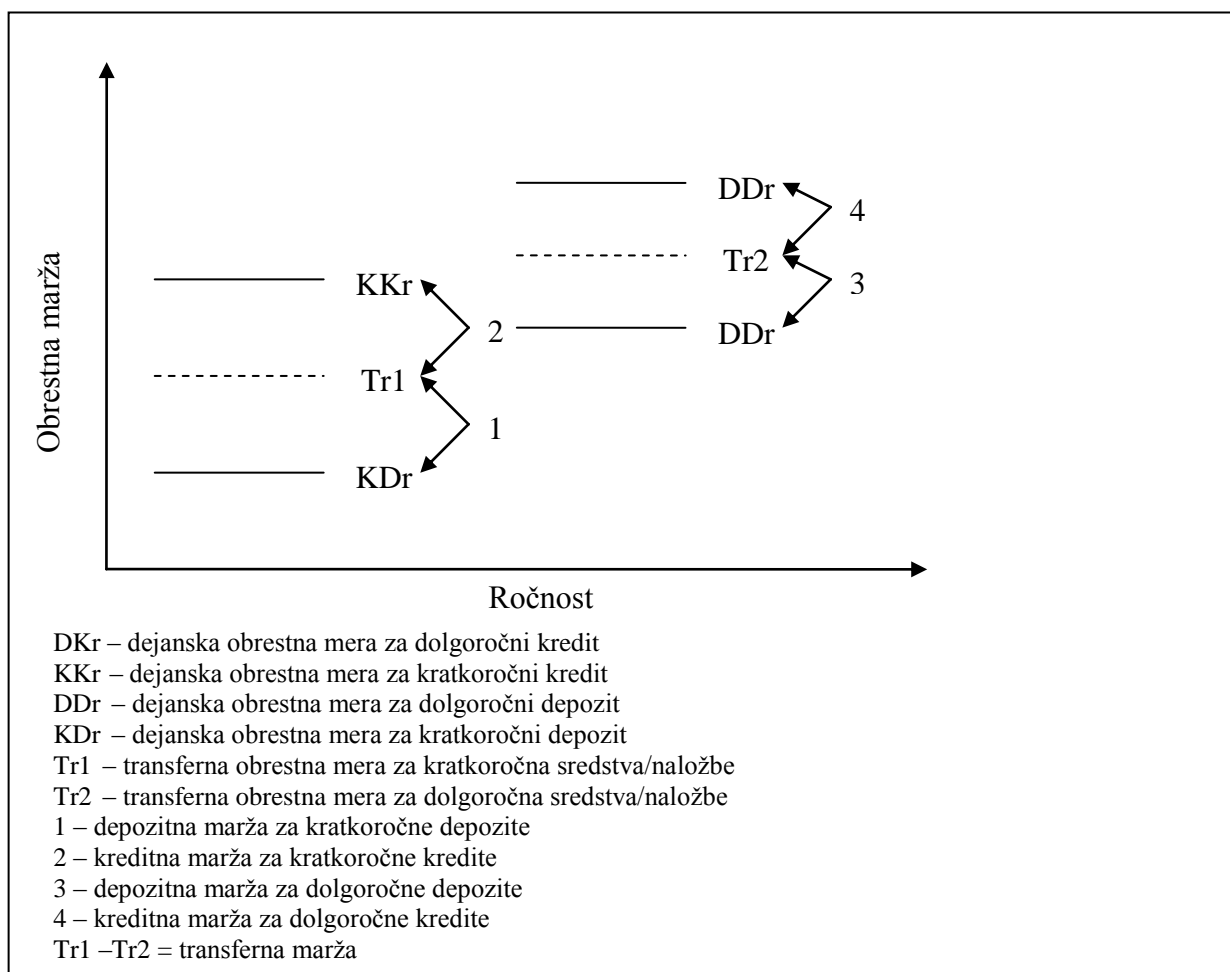 Obrestna marža
DDr
4
Tr2
3
DDr
KKr
2
Tr1
1
KDr
Ročnost
DKr – dejanska obrestna mera za dolgoročni kredit
KKr – dejanska obrestna mera za kratkoročni kredit
DDr – dejanska obrestna mera za dolgoročni depozit
KDr – dejanska obrestna mera za kratkoročni depozit
Tr1 – transferna obrestna mera za kratkoročna sredstva/naložbe
Tr2 – transferna obrestna mera za dolgoročna sredstva/naložbe
1 – depozitna marža za kratkoročne depozite
2 – kreditna marža za kratkoročne kredite
3 – depozitna marža za dolgoročne depozite
4 – kreditna marža za dolgoročne kredite
Tr1 –Tr2 = transferna marža